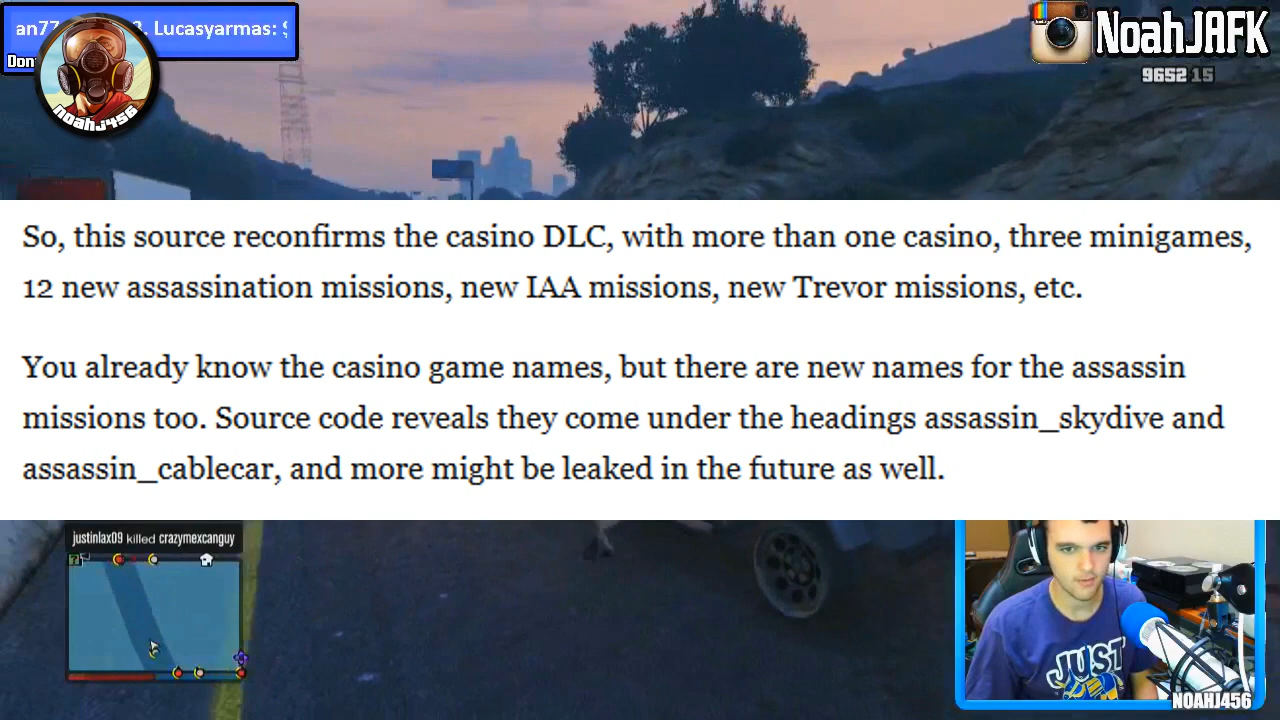 an77
3. Lucasyarmas:
Don
noahj456
NoahJAFK
9652 15
So, this source reconfirms the casino DLC, with more than one casino, three minigames,
12 new assassination missions, new IAA missions, new Trevor missions, etc.
You already know the casino game names, but there are new names for the assassin
missions too. Source code reveals they come under the headings assassin_skydive and
assassin_cablecar, and more might be leaked in the future as well.
justinlax09 killed crazymexcanguy
JUST
NOAHJ456